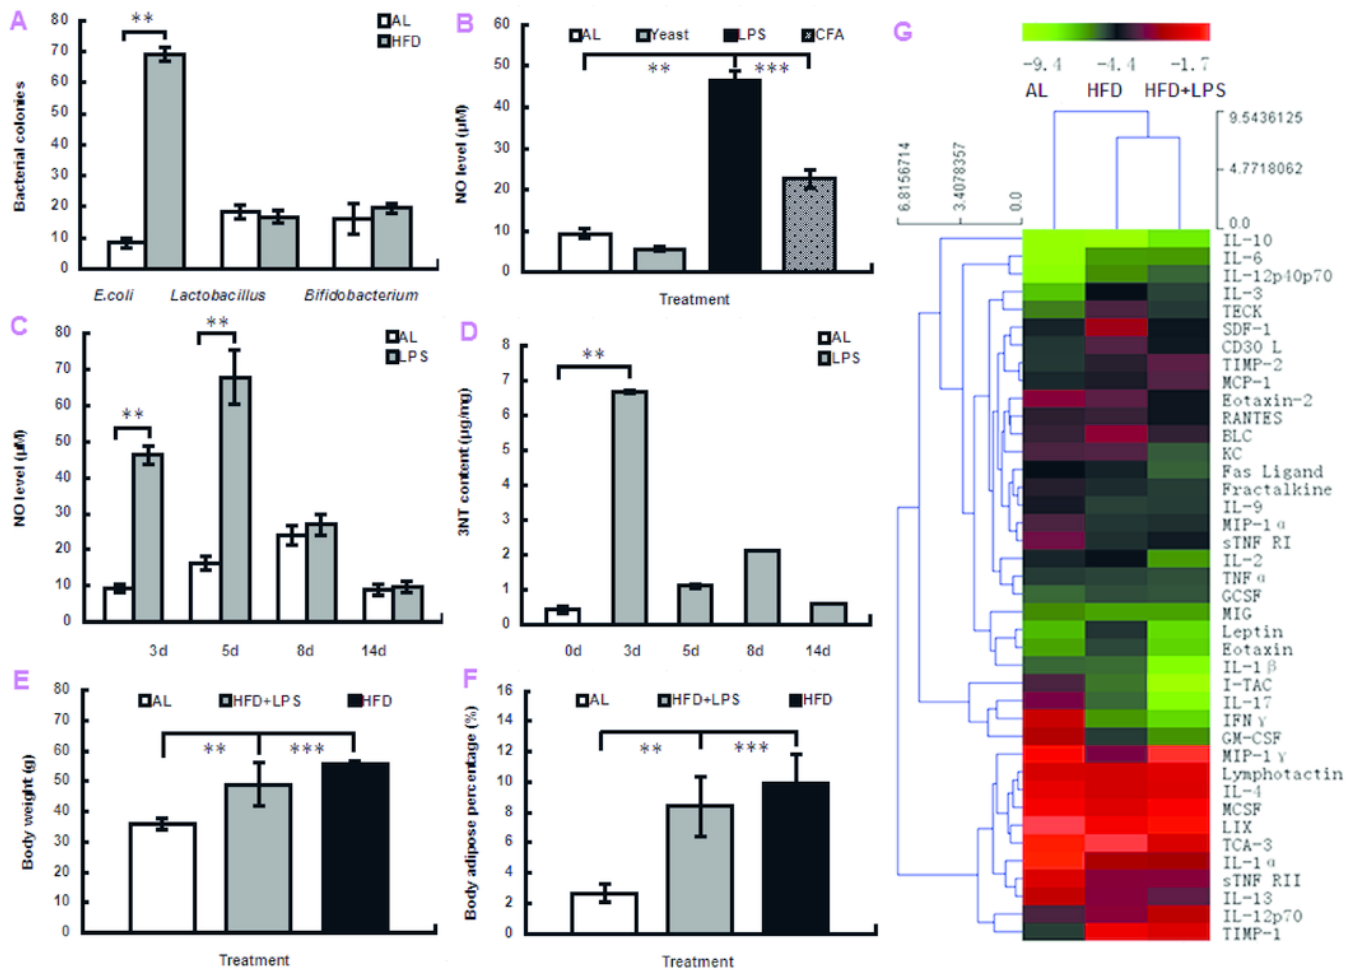 A
Bacterial colonies
80
70
60
50
40
30
20
10
0
**
AL
HFD
E.coli Lactobacillus Bifidobacterium
B
NO level (µM)
60
50
40
30
20
10
0
AL Yeast LPS CFA
** ***
Treatment
C
NO level (µM)
80
70
60
50
40
30
20
10
0
**
**
AL
LPS
3d 5d 8d 14d
D
3NT content (µg/mg)
8
7
6
5
4
3
2
1
0
**
AL
LPS
0d 3d 5d 8d 14d
E
Body weight (g)
80
70
60
50
40
30
20
10
0
AL HFD+LPS HFD
** ***
Treatment
F
Body adipose percentage (%)
16
14
12
10
8
6
4
2
0
AL HFD+LPS HFD
** ***
Treatment
G
-9.4 -4.4 -1.7
AL HFD HFD+LPS
6.8156714
3.4078357
0.0
9.5436125
4.7718062
0.0
IL-10
IL-6
IL-12p40p70
IL-3
TECK
SDF-1
CD30 L
TIMP-2
MCP-1
Eotaxin-2
RANTES
BLC
KC
Fas Ligand
Fractalkine
IL-9
MIP-1α
sTNF RI
IL-2
TNFα
GCSF
MIG
Leptin
Eotaxin
IL-1β
I-TAC
IL-17
IFNγ
GM-CSF
MIP-1γ
Lymphotactin
IL-4
MCSF
LIX
TCA-3
IL-1α
sTNF RII
IL-13
IL-12p70
TIMP-1